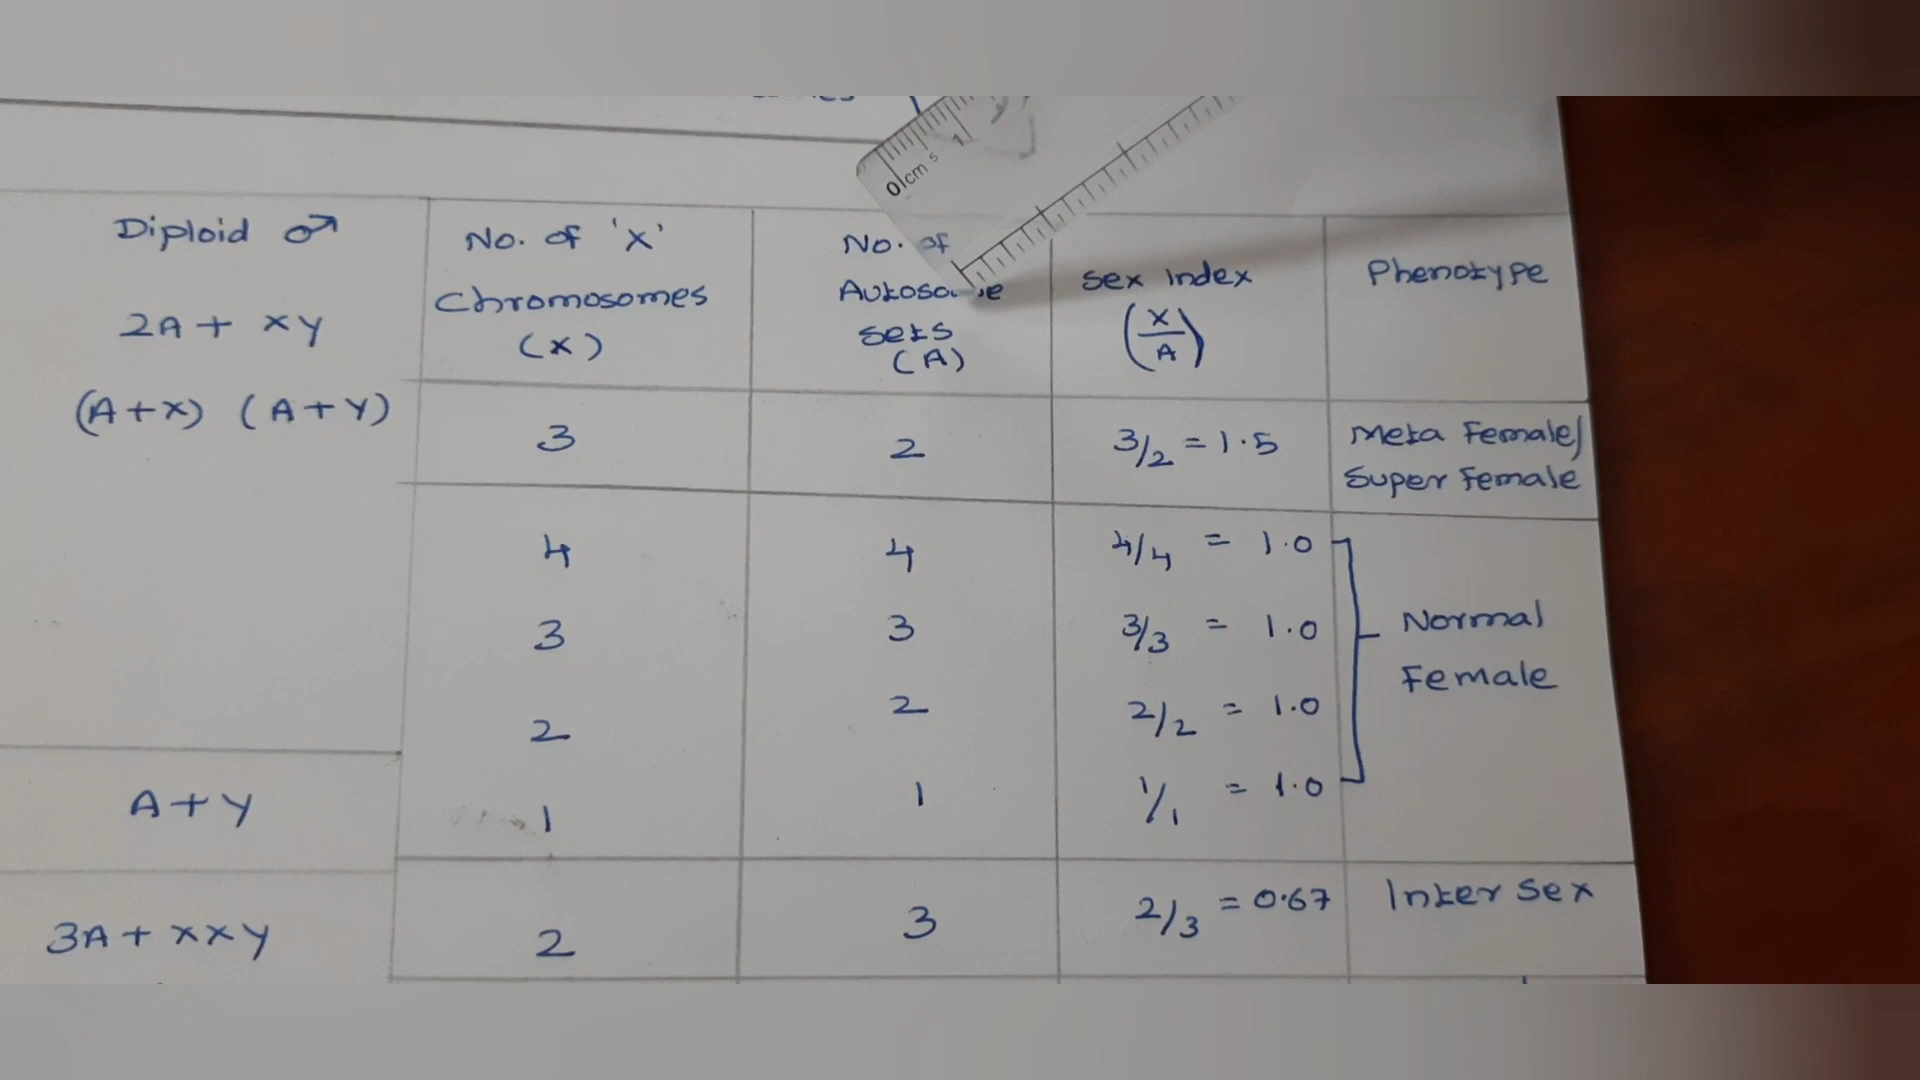 0 cm 5 1
Diploid ♂
2A + XY
(A+X) (A+Y)
A+Y
3A + XXY
No. of 'X'
Chromosomes
(X)
No. of
Sets
(A)
Sex Index
(X/A)
Phenotype
3 2 3/2 = 1.5 Meta Female/
Super Female
4 4 4/4 = 1.0
3 3 3/3 = 1.0
2 2 2/2 = 1.0
1 1 1/1 = 1.0
Normal
Female
2 3 2/3 = 0.67 Inter Sex